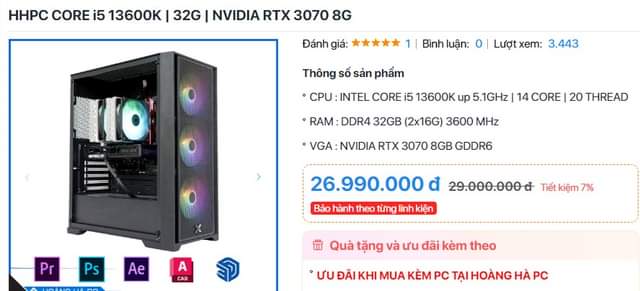 HHPC CORE i5 13600K | 32G | NVIDIA RTX 3070 8G
Đánh giá: ★★★★★ 1 | Bình luận: 0 | Lượt xem: 3.443
Thông số sản phẩm
* CPU : INTEL CORE i5 13600K up 5.1GHz | 14 CORE | 20 THREAD
* RAM : DDR4 32GB (2x16G) 3600 MHz
* VGA : NVIDIA RTX 3070 8GB GDDR6
26.990.000 đ 29.000.000 đ Tiết kiệm 7%
Bảo hành theo từng linh kiện
Quà tặng và ưu đãi kèm theo
* ƯU ĐÃI KHI MUA KÈM PC TẠI HOÀNG HÀ PC
Pr Ps Ae A CAD
HOÀNG HÀ PC